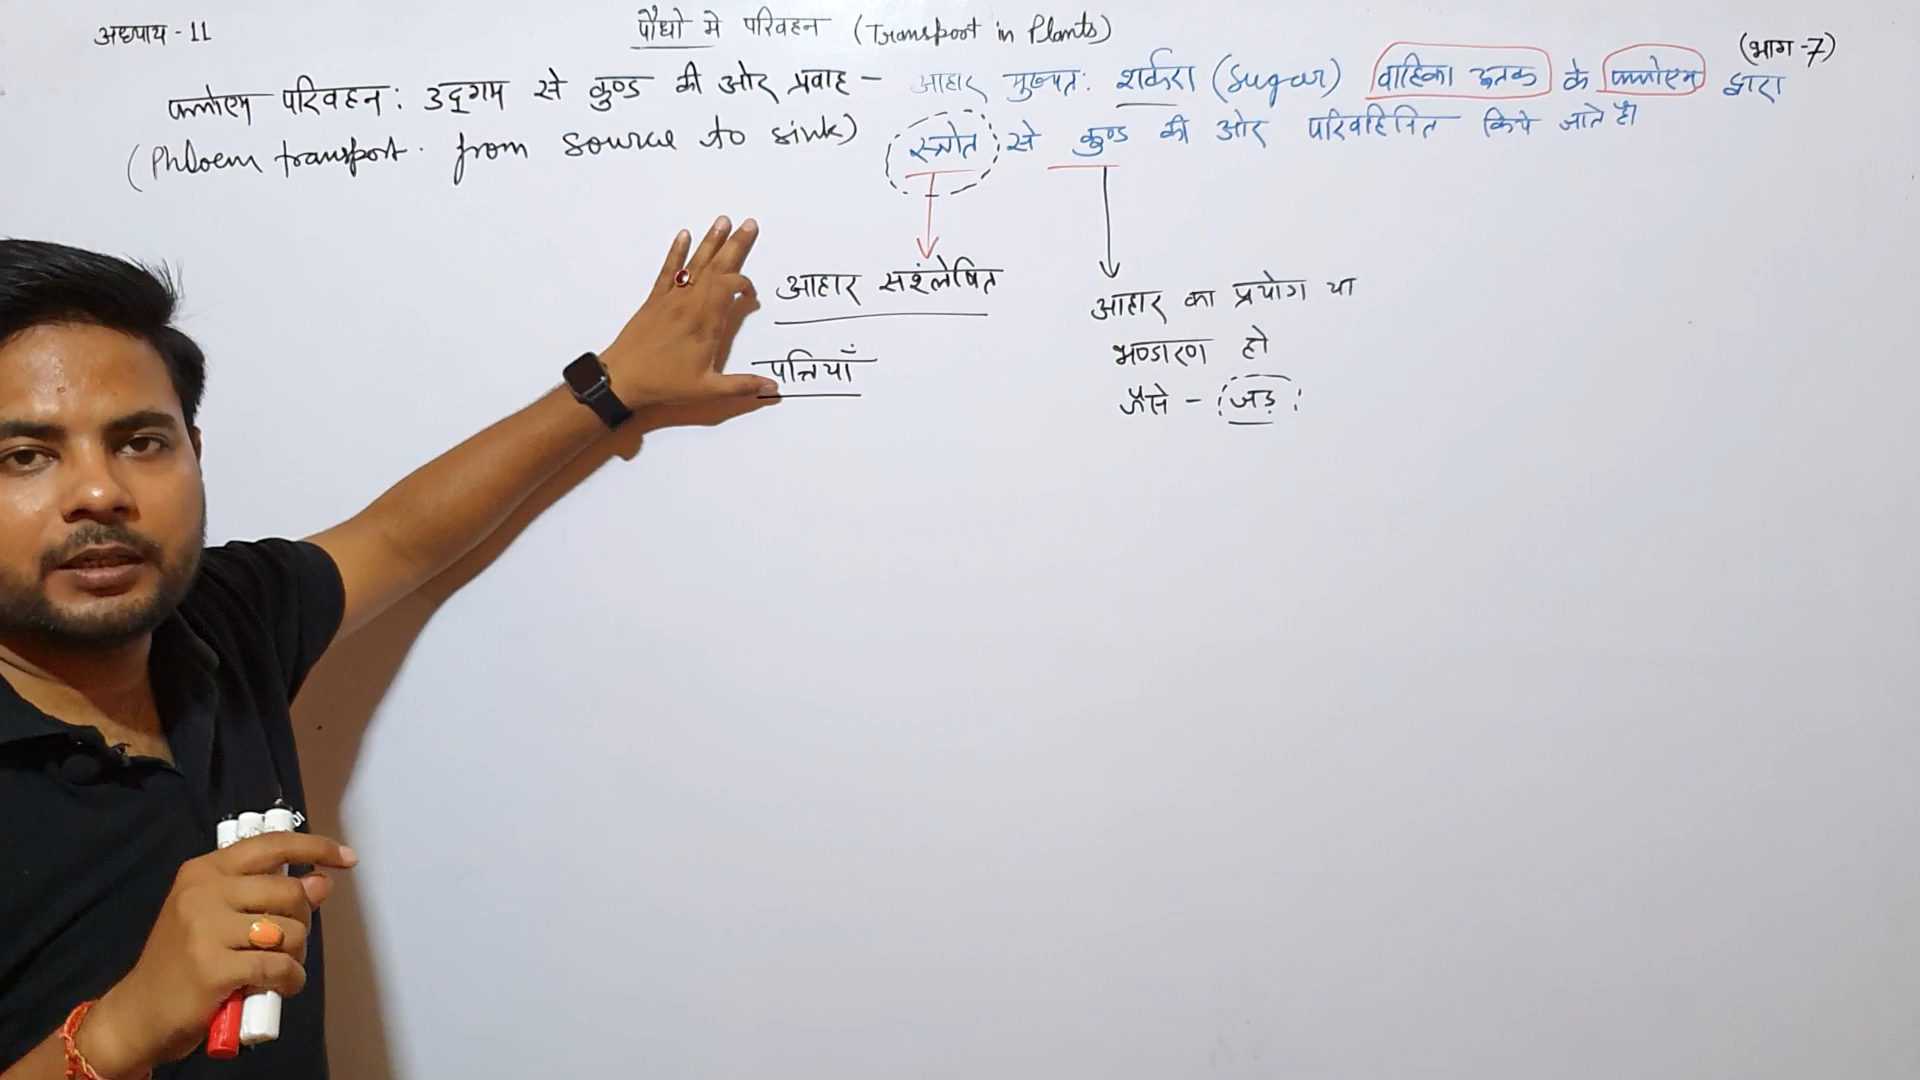 अध्याय - 11
पौधो मे परिवहन (Transport in Plants)
(भाग -7)
फ्लोएम परिवहन : उद्गम से कुण्ड की ओर प्रवाह - आहार मुख्यत: शर्करा (Sugar) वाहिका ऊतक के फ्लोएम द्वारा
(Phloem transport. from source to sink) स्त्रोत से कुण्ड की ओर परिवहित किये जाते है।
आहार सश्ंलेषित
पत्तियाँ
आहार का प्रयोग या
भण्डारण हो
जैसे - जड़